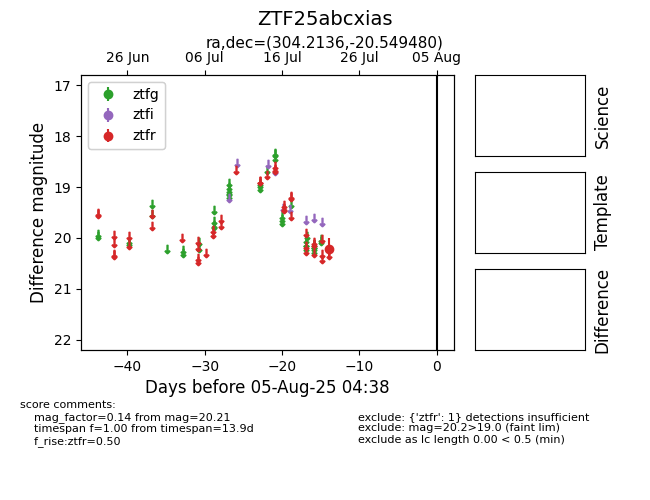 ZTF25abcxias
ra,dec=(304.2136,-20.549480)
26 Jun 06 Jul 16 Jul 26 Jul 05 Aug
ztfg
ztfi
ztfr
17
18
19
20
21
22
Difference magnitude
−40 −30 −20 −10 0
Days before 05-Aug-25 04:38
Science
Template
Difference
score comments:
mag_factor=0.14 from mag=20.21
timespan f=1.00 from timespan=13.9d
f_rise:ztfr=0.50
exclude: {'ztfr': 1} detections insufficient
exclude: mag=20.2>19.0 (faint lim)
exclude as lc length 0.00 < 0.5 (min)